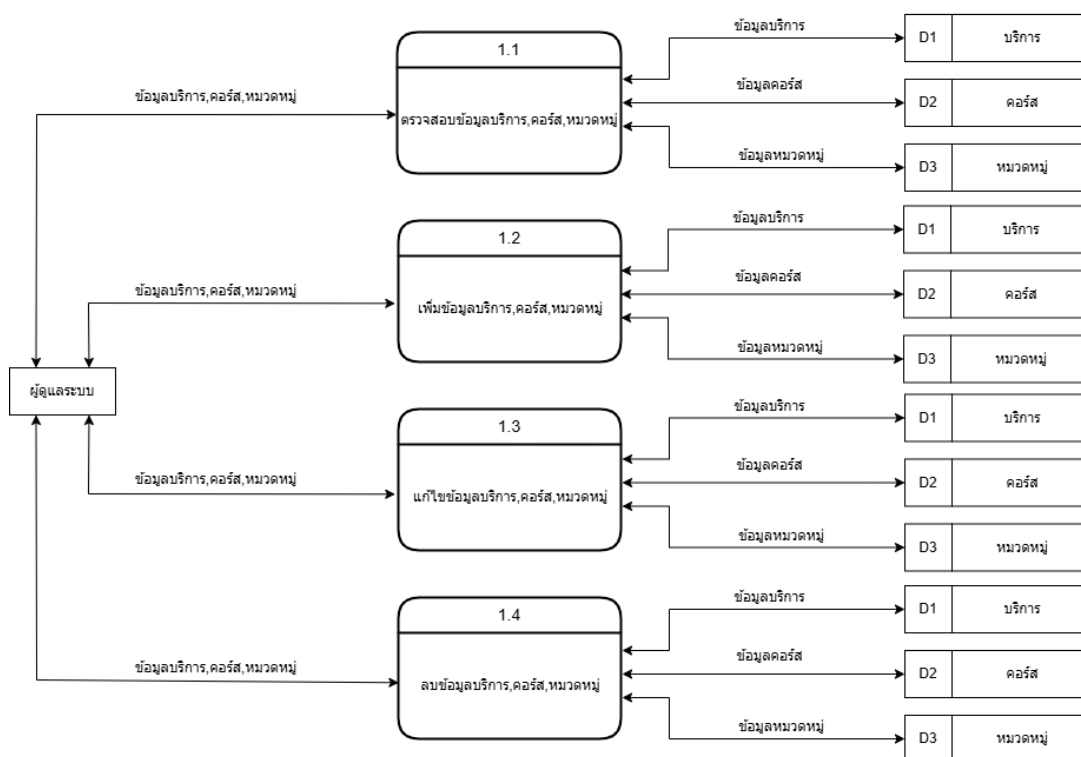 1.1
ตรวจสอบข้อมูลบริการ,คอร์ส,หมวดหมู่
ข้อมูลบริการ,คอร์ส,หมวดหมู่
ข้อมูลบริการ
D1 บริการ
ข้อมูลคอร์ส
D2 คอร์ส
ข้อมูลหมวดหมู่
D3 หมวดหมู่
1.2
เพิ่มข้อมูลบริการ,คอร์ส,หมวดหมู่
ข้อมูลบริการ,คอร์ส,หมวดหมู่
ข้อมูลบริการ
D1 บริการ
ข้อมูลคอร์ส
D2 คอร์ส
ข้อมูลหมวดหมู่
D3 หมวดหมู่
ผู้ดูแลระบบ
1.3
แก้ไขข้อมูลบริการ,คอร์ส,หมวดหมู่
ข้อมูลบริการ,คอร์ส,หมวดหมู่
ข้อมูลบริการ
D1 บริการ
ข้อมูลคอร์ส
D2 คอร์ส
ข้อมูลหมวดหมู่
D3 หมวดหมู่
1.4
ลบข้อมูลบริการ,คอร์ส,หมวดหมู่
ข้อมูลบริการ,คอร์ส,หมวดหมู่
ข้อมูลบริการ
D1 บริการ
ข้อมูลคอร์ส
D2 คอร์ส
ข้อมูลหมวดหมู่
D3 หมวดหมู่